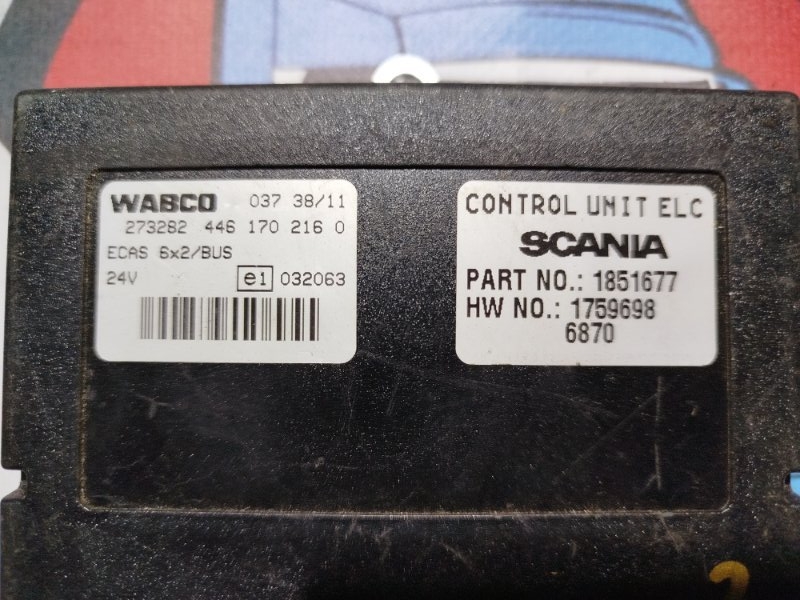 WABCO 037 38/11
273282 446 170 216 0
ECAS 6x2/BUS
24V e1 032063
CONTROL UNIT ELC
SCANIA
PART NO.: 1851677
HW NO.: 1759698
6870